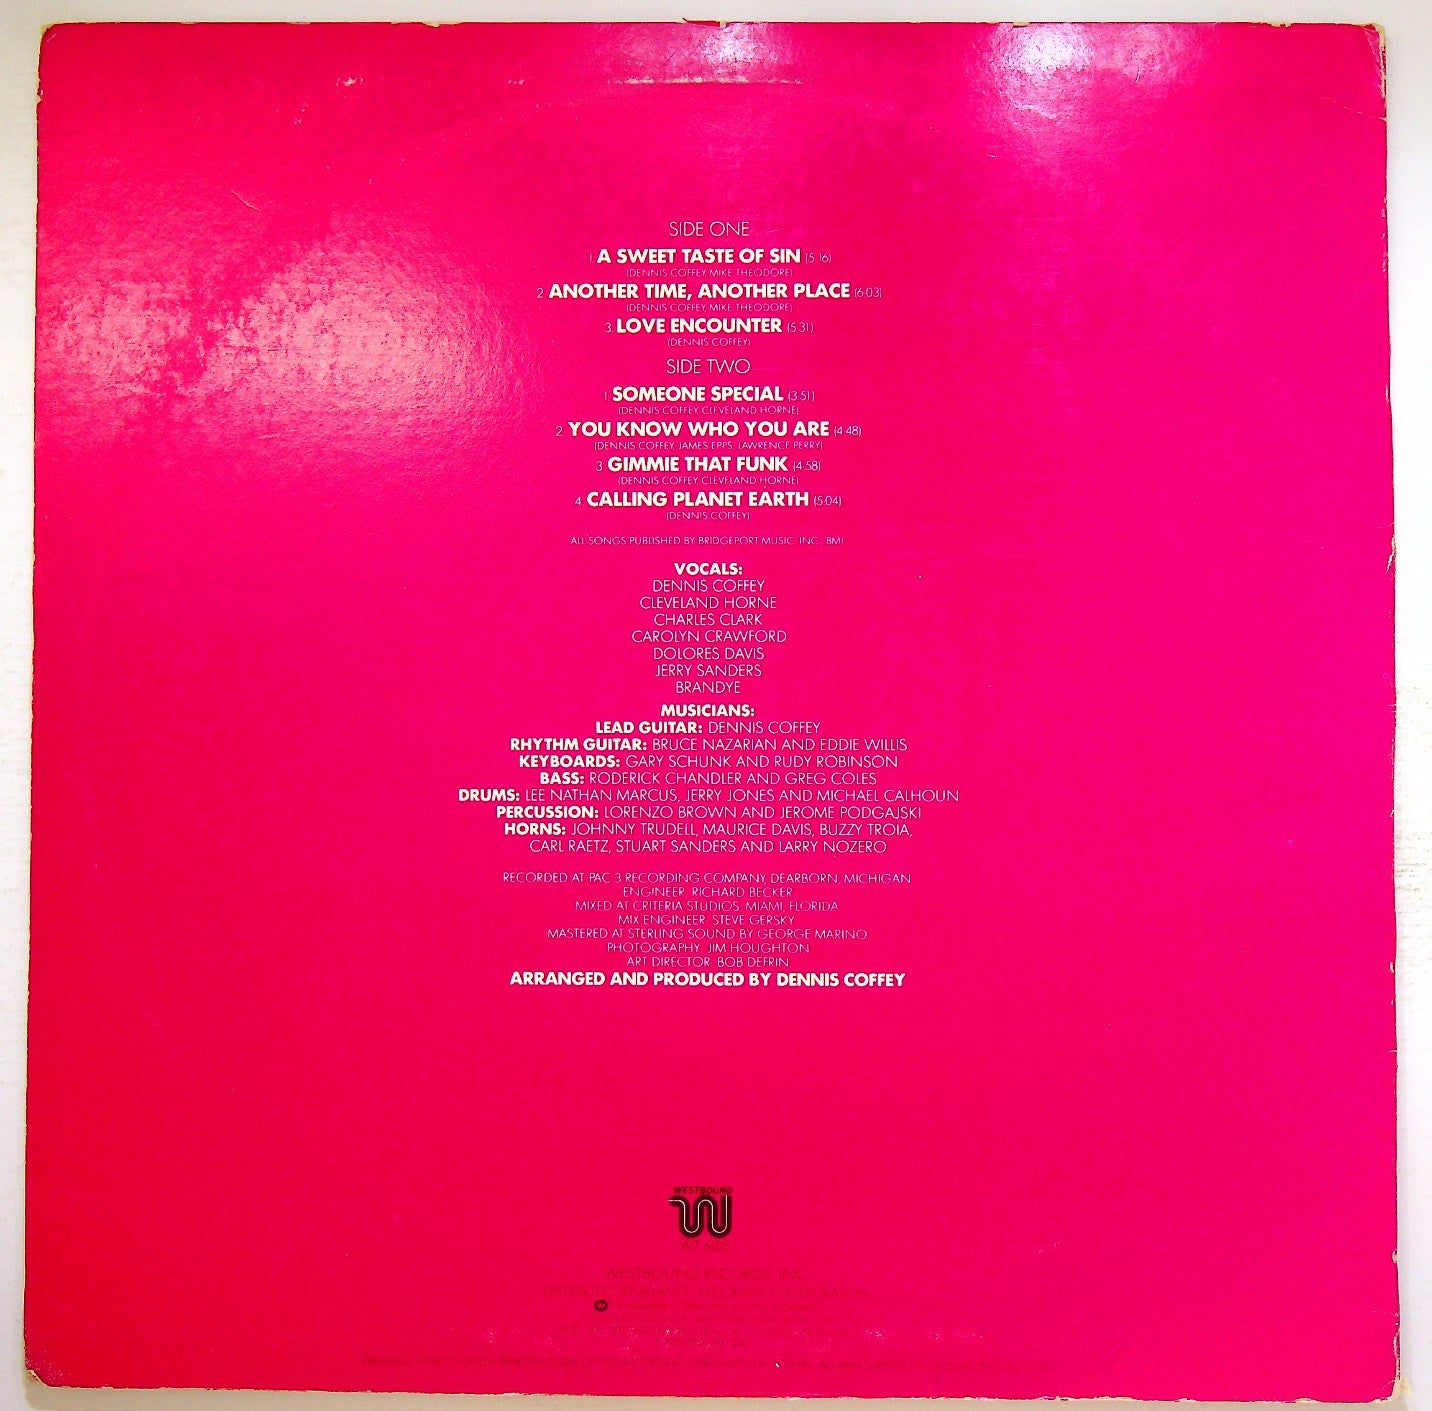 SIDE ONE
1. A SWEET TASTE OF SIN (5:16)
(DENNIS COFFEY, MIKE THEODORE)
2. ANOTHER TIME, ANOTHER PLACE (6:03)
(DENNIS COFFEY, MIKE THEODORE)
3. LOVE ENCOUNTER (5:31)
(DENNIS COFFEY)
SIDE TWO
1. SOMEONE SPECIAL (3:51)
(DENNIS COFFEY, CLEVELAND HORNE)
2. YOU KNOW WHO YOU ARE (4:48)
(DENNIS COFFEY, JAMES EPPS, LAWRENCE PERRY)
3. GIMMIE THAT FUNK (4:58)
(DENNIS COFFEY, CLEVELAND HORNE)
4. CALLING PLANET EARTH (5:04)
(DENNIS COFFEY)
ALL SONGS PUBLISHED BY BRIDGEPORT MUSIC, INC., BMI
VOCALS:
DENNIS COFFEY
CLEVELAND HORNE
CHARLES CLARK
CAROLYN CRAWFORD
DOLORES DAVIS
JERRY SANDERS
BRANDYE
MUSICIANS:
LEAD GUITAR: DENNIS COFFEY
RHYTHM GUITAR: BRUCE NAZARIAN AND EDDIE WILLIS
KEYBOARDS: GARY SCHUNK AND RUDY ROBINSON
BASS: RODERICK CHANDLER AND GREG COLES
DRUMS: LEE NATHAN MARCUS, JERRY JONES AND MICHAEL CALHOUN
PERCUSSION: LORENZO BROWN AND JEROME PODGAJSKI
HORNS: JOHNNY TRUDELL, MAURICE DAVIS, BUZZY TROIA,
CARL RAETZ, STUART SANDERS AND LARRY NOZERO
RECORDED AT PAC 3 RECORDING COMPANY, DEARBORN, MICHIGAN
ENGINEER: RICHARD BECKER
MIXED AT CRITERIA STUDIOS, MIAMI, FLORIDA
MIX ENGINEER: STEVE GERSKY
MASTERED AT STERLING SOUND BY GEORGE MARINO
PHOTOGRAPHY: JIM HOUGHTON
ART DIRECTOR: BOB DEFRIN
ARRANGED AND PRODUCED BY DENNIS COFFEY
WESTBOUND
WT 6105
WESTBOUND RECORDS, INC.
DISTRIBUTED BY ATLANTIC RECORDING CORPORATION
A WARNER COMMUNICATIONS COMPANY